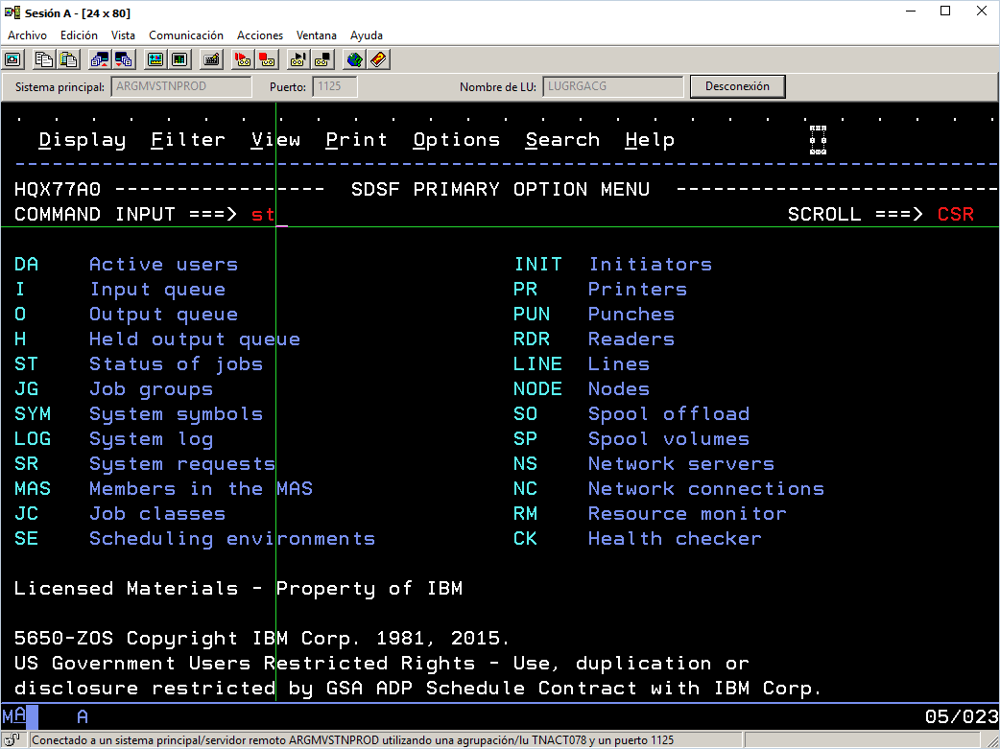 Sesión A - [24 x 80]
Archivo Edición Vista Comunicación Acciones Ventana Ayuda
Sistema principal: ARGMVSTNPROD Puerto: 1125 Nombre de LU: LUGRGACG Desconexión
Display Filter View Print Options Search Help
HQX77A0 ----------------- SDSF PRIMARY OPTION MENU --------------------------
COMMAND INPUT ===> st_ SCROLL ===> CSR
DA Active users INIT Initiators
I Input queue PR Printers
O Output queue PUN Punches
H Held output queue RDR Readers
ST Status of jobs LINE Lines
JG Job groups NODE Nodes
SYM System symbols SO Spool offload
LOG System log SP Spool volumes
SR System requests NS Network servers
MAS Members in the MAS NC Network connections
JC Job classes RM Resource monitor
SE Scheduling environments CK Health checker
Licensed Materials - Property of IBM
5650-ZOS Copyright IBM Corp. 1981, 2015.
US Government Users Restricted Rights - Use, duplication or
disclosure restricted by GSA ADP Schedule Contract with IBM Corp.
MA A 05/023
Conectado a un sistema principal/servidor remoto ARGMVSTNPROD utilizando una agrupación/lu TNACT078 y un puerto 1125